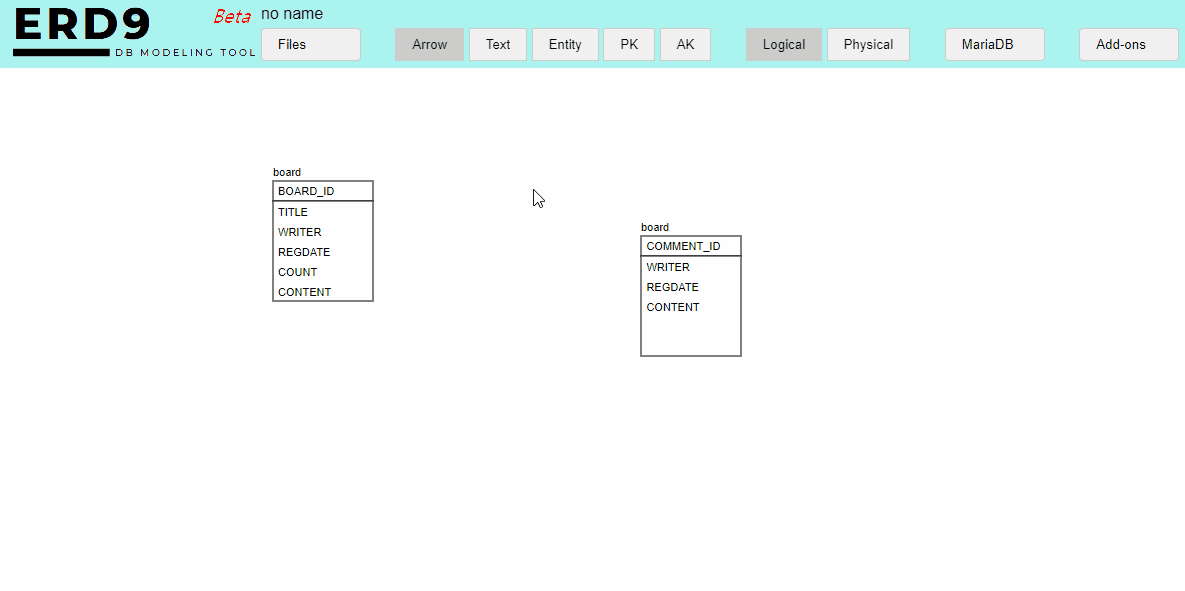 ERD9
Beta
DB MODELING TOOL
no name
Files
Arrow
Text
Entity
PK
AK
Logical
Physical
MariaDB
Add-ons
board
BOARD_ID
TITLE
WRITER
REGDATE
COUNT
CONTENT
board
COMMENT_ID
WRITER
REGDATE
CONTENT